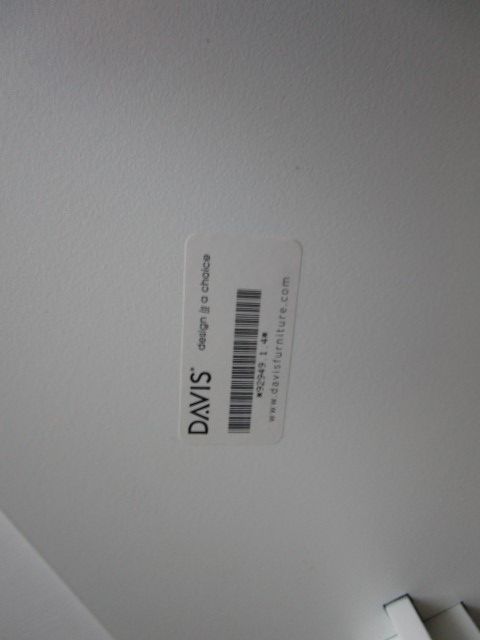 DAVIS® design is a choice
*92949.1.4*
www.davisfurniture.com